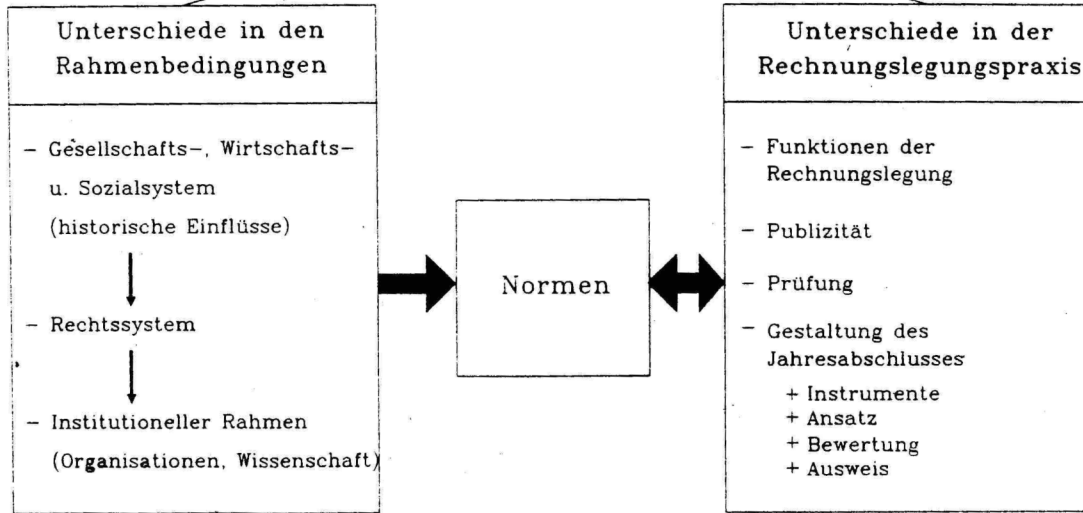 Unterschiede in den
Rahmenbedingungen
– Gesellschafts-, Wirtschafts-
u. Sozialsystem
(historische Einflüsse)
– Rechtssystem
– Institutioneller Rahmen
(Organisationen, Wissenschaft)
Normen
Unterschiede in der
Rechnungslegungspraxis
– Funktionen der
Rechnungslegung
– Publizität
– Prüfung
– Gestaltung des
Jahresabschlusses
+ Instrumente
+ Ansatz
+ Bewertung
+ Ausweis